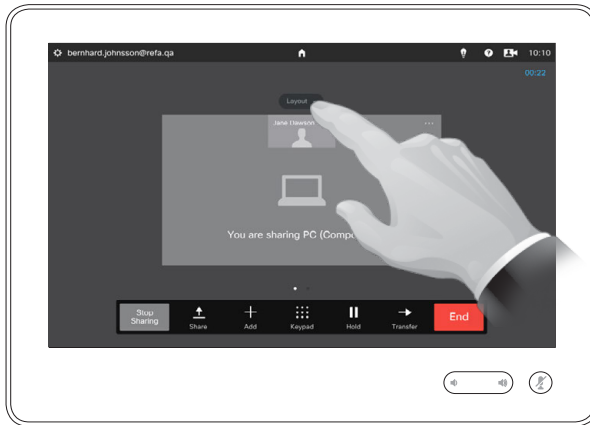 bernhard.johnsson@refa.qa
10:10
00:22
Layout
Jane Dawson
You are sharing PC
Stop
Sharing
Share
Add
Keypad
Hold
Transfer
End